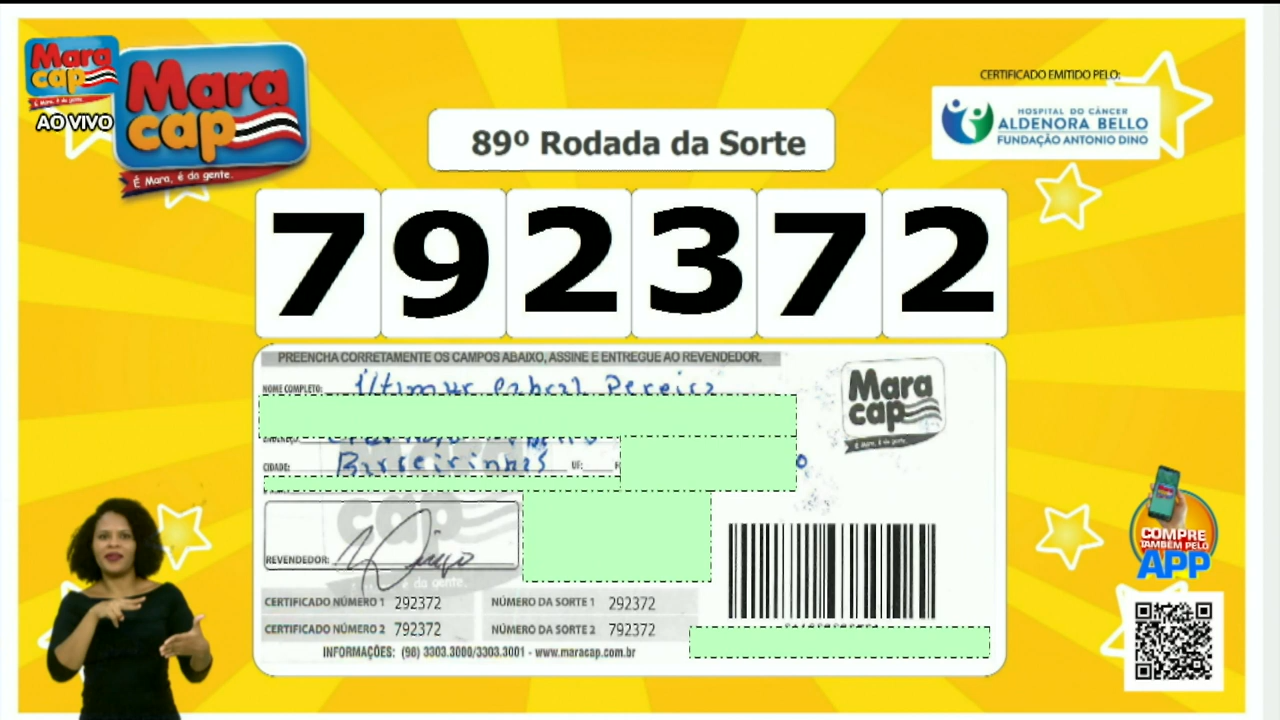 Mara
cap
É Mara, é da gente.
AO VIVO
Mara
cap
É Mara, é da gente.
89º Rodada da Sorte
CERTIFICADO EMITIDO PELO:
HOSPITAL DO CÂNCER
ALDENORA BELLO
FUNDAÇÃO ANTONIO DINO
792372
PREENCHA CORRETAMENTE OS CAMPOS ABAIXO, ASSINE E ENTREGUE AO REVENDEDOR.
NOME COMPLETO: Cabral Pereira
CIDADE: Barreirinhas UF:
Mara
cap
É Mara, é da gente.
REVENDEDOR:
é da gente.
CERTIFICADO NÚMERO 1 292372 NÚMERO DA SORTE 1 292372
CERTIFICADO NÚMERO 2 792372 NÚMERO DA SORTE 2 792372
INFORMAÇÕES: (98) 3303.3000/3303.3001 - www.maracap.com.br
COMPRE
TAMBÉM PELO
APP